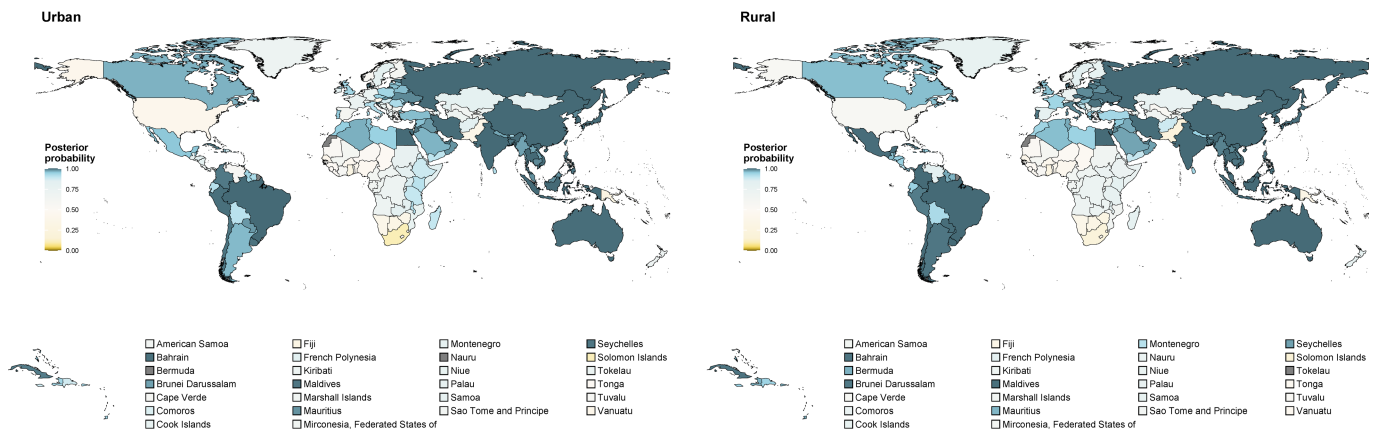 Urban
Posterior
probability
1.00
0.75
0.50
0.25
0.00
American Samoa
Bahrain
Bermuda
Brunei Darussalam
Cape Verde
Comoros
Cook Islands
Fiji
French Polynesia
Kiribati
Maldives
Marshall Islands
Mauritius
Mirconesia, Federated States of
Montenegro
Nauru
Niue
Palau
Samoa
Sao Tome and Principe
Seychelles
Solomon Islands
Tokelau
Tonga
Tuvalu
Vanuatu
Rural
Posterior
probability
1.00
0.75
0.50
0.25
0.00
American Samoa
Bahrain
Bermuda
Brunei Darussalam
Cape Verde
Comoros
Cook Islands
Fiji
French Polynesia
Kiribati
Maldives
Marshall Islands
Mauritius
Mirconesia, Federated States of
Montenegro
Nauru
Niue
Palau
Samoa
Sao Tome and Principe
Seychelles
Solomon Islands
Tokelau
Tonga
Tuvalu
Vanuatu